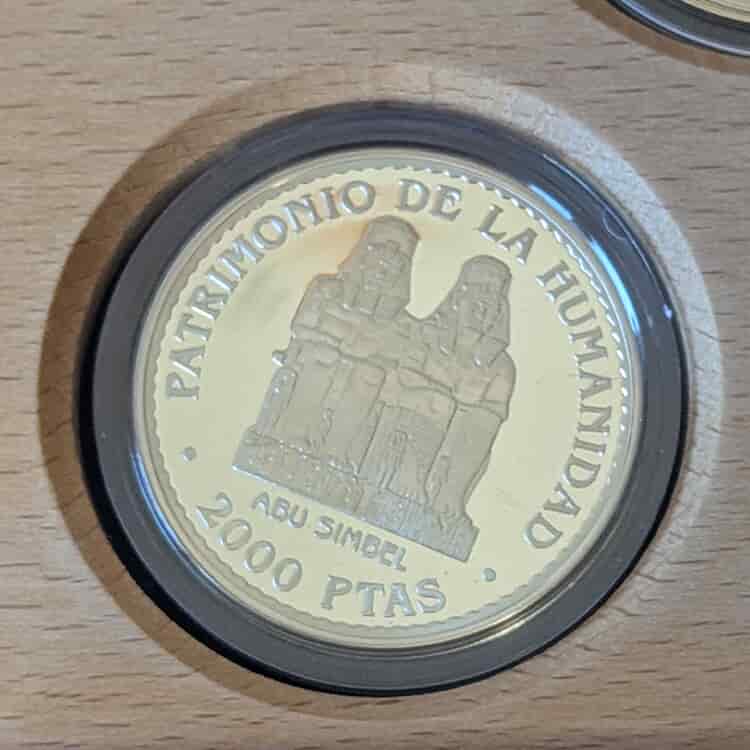 PATRIMONIO DE LA HUMANIDAD
ABU SIMBEL
2000 PTAS